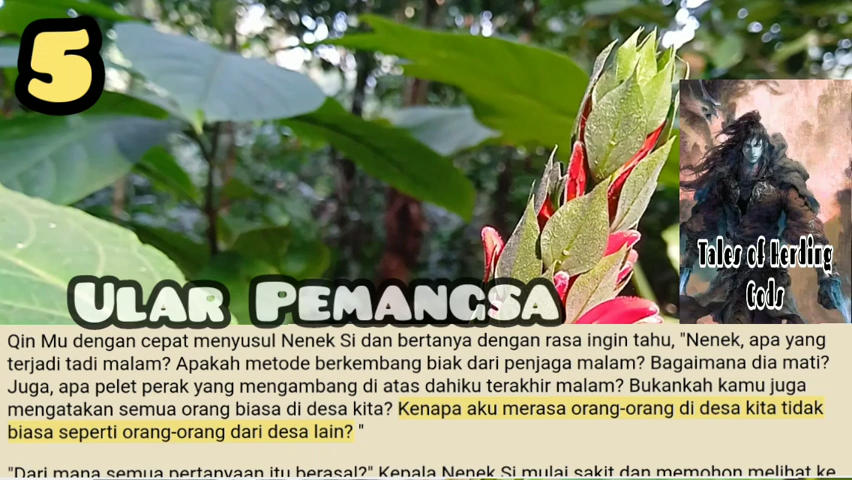 5
Tales of Herding
Gods
ULAR PEMANGSA
Qin Mu dengan cepat menyusul Nenek Si dan bertanya dengan rasa ingin tahu, "Nenek, apa yang
terjadi tadi malam? Apakah metode berkembang biak dari penjaga malam? Bagaimana dia mati?
Juga, apa pelet perak yang mengambang di atas dahiku terakhir malam? Bukankah kamu juga
mengatakan semua orang biasa di desa kita? Kenapa aku merasa orang-orang di desa kita tidak
biasa seperti orang-orang dari desa lain? "
"Dari mana semua pertanyaan itu berasal?" Kepala Nenek Si mulai sakit dan memohon melihat ke